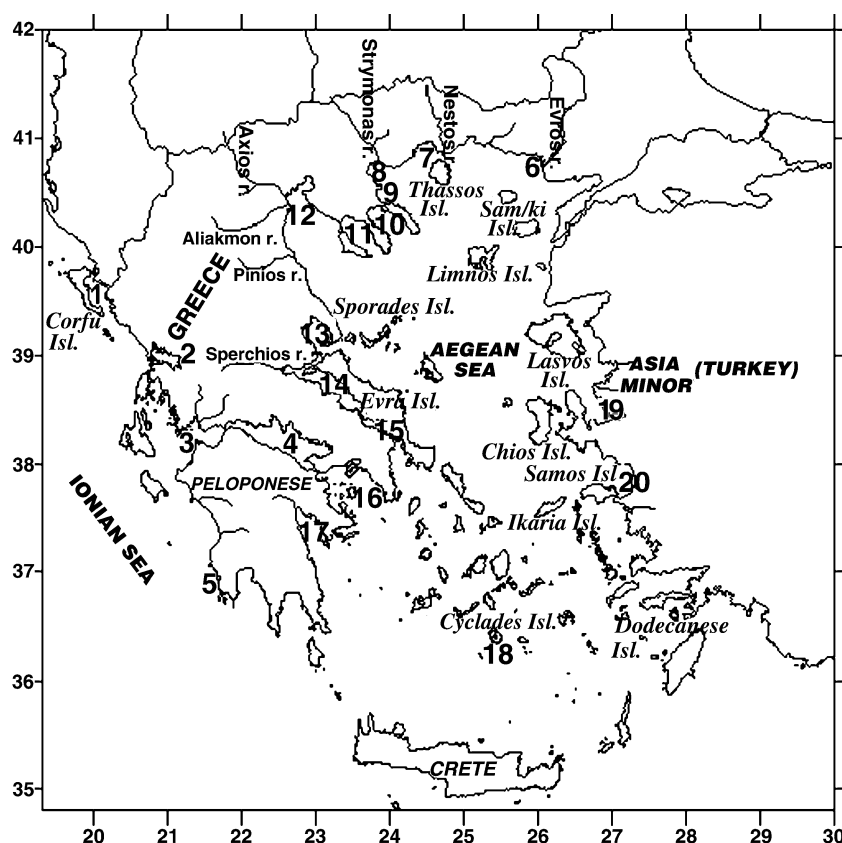 42
41
40
39
38
37
36
35
20 21 22 23 24 25 26 27 28 29 30
Strymonas r.
Nestos r.
Evros r.
Axios r.
7
6
8
9
Thassos
Isl.
Sam/ki
Isl.
12
10
11
Aliakmon r.
Pinios r.
Limnos Isl.
GREECE
1
Corfu
Isl.
Sporades Isl.
13
2
Sperchios r.
AEGEAN
SEA
Lasvos
Isl.
ASIA
MINOR
(TURKEY)
14
Evra Isl.
19
15
3
4
Chios Isl.
Samos Isl.
20
PELOPONESE
16
IONIAN SEA
Ikaria Isl.
17
5
Cyclades Isl.
Dodecanese
Isl.
18
CRETE